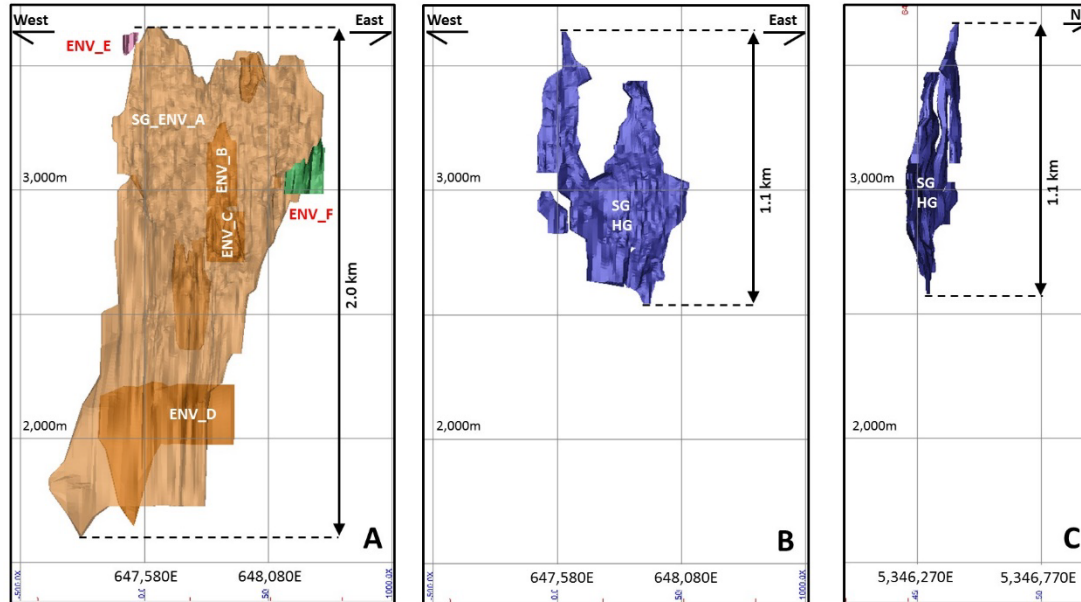 West
East
ENV_E
SG_ENV_A
ENV_B
ENV_C
ENV_F
ENV_D
3,000m
2,000m
2.0 km
A
647,580E
648,080E
1000.0X
West
East
SG
HG
3,000m
2,000m
1.1 km
B
647,580E
648,080E
N
SG
HG
3,000m
2,000m
1.1 km
C
5,346,270E
5,346,770E